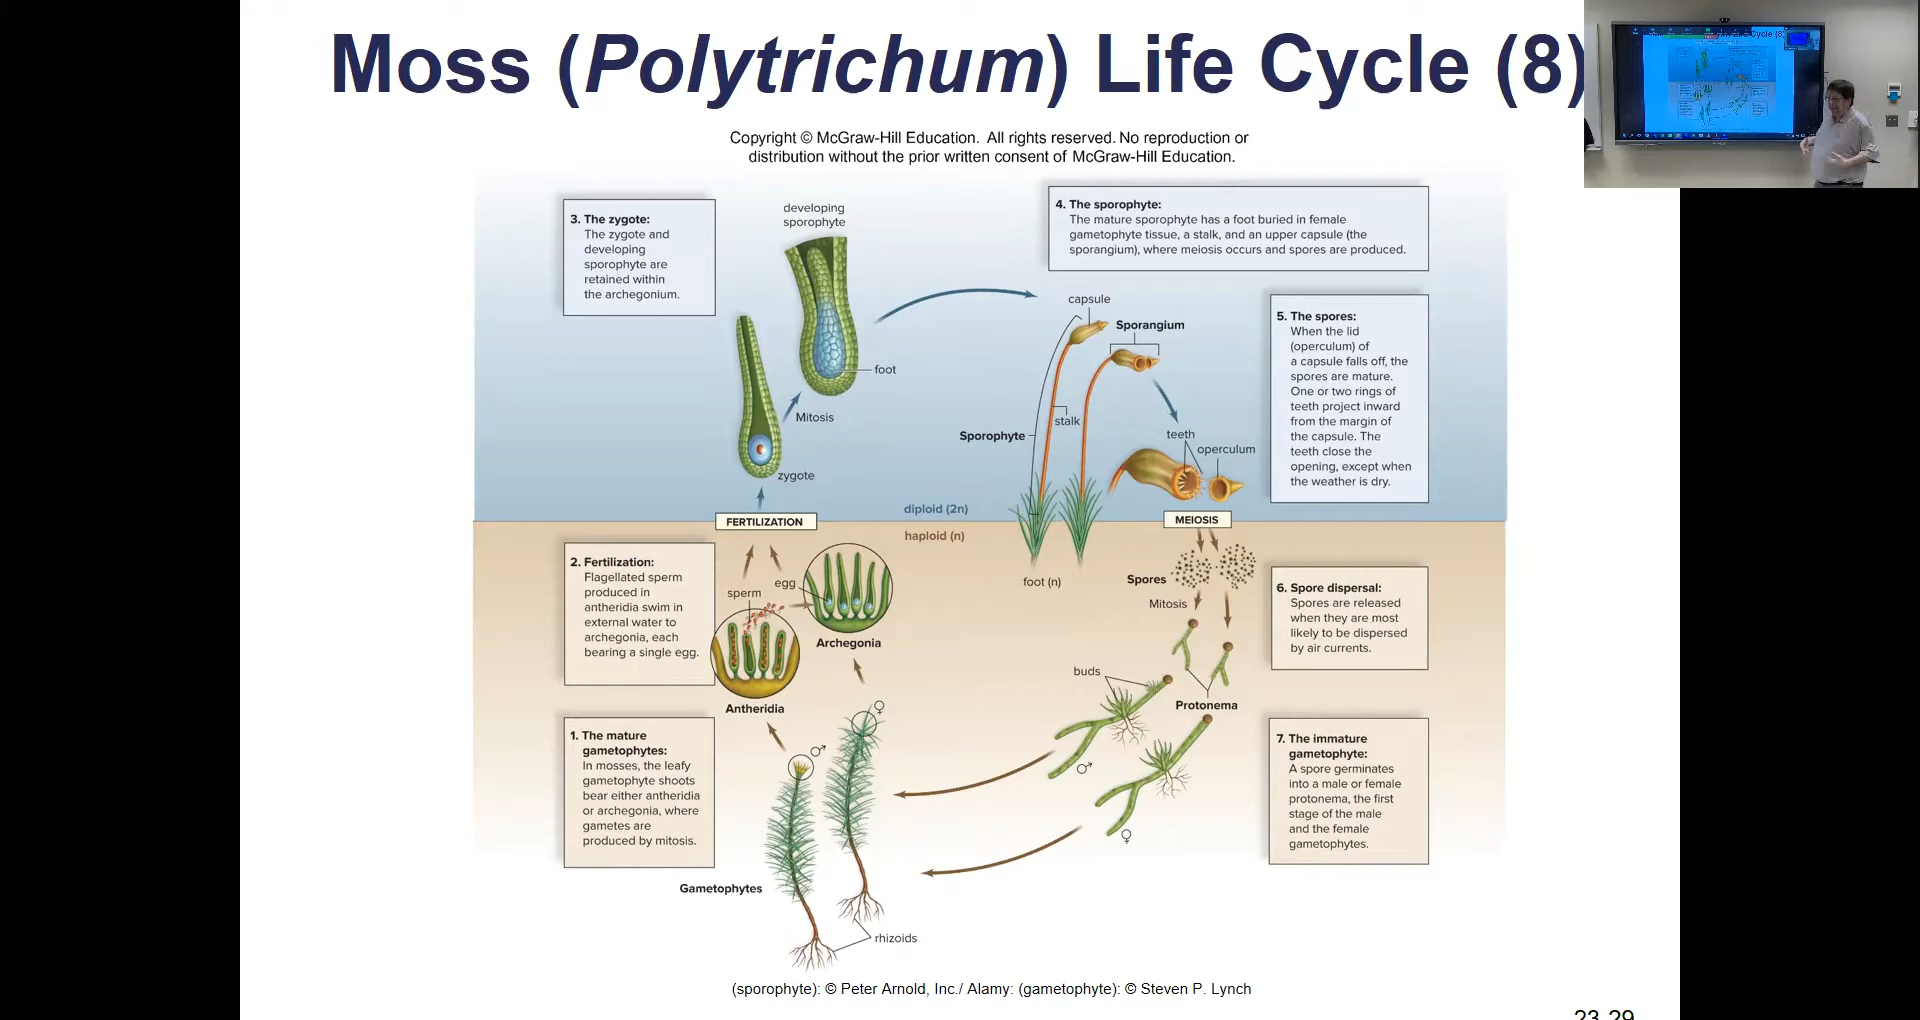 Moss (Polytrichum) Life Cycle (8)
Copyright © McGraw-Hill Education. All rights reserved. No reproduction or
distribution without the prior written consent of McGraw-Hill Education.
3. The zygote:
The zygote and
developing
sporophyte are
retained within
the archegonium.
developing
sporophyte
foot
Mitosis
zygote
4. The sporophyte:
The mature sporophyte has a foot buried in female
gametophyte tissue, a stalk, and an upper capsule (the
sporangium), where meiosis occurs and spores are produced.
capsule
Sporangium
stalk
Sporophyte
teeth
operculum
5. The spores:
When the lid
(operculum) of
a capsule falls off, the
spores are mature.
One or two rings of
teeth project inward
from the margin of
the capsule. The
teeth close the
opening, except when
the weather is dry.
FERTILIZATION
diploid (2n)
haploid (n)
MEIOSIS
2. Fertilization:
Flagellated sperm
produced in
antheridia swim in
external water to
archegonia, each
bearing a single egg.
egg
sperm
Archegonia
Antheridia
foot (n)
Spores
Mitosis
buds
Protonema
6. Spore dispersal:
Spores are released
when they are most
likely to be dispersed
by air currents.
1. The mature
gametophytes:
In mosses, the leafy
gametophyte shoots
bear either antheridia
or archegonia, where
gametes are
produced by mitosis.
♀
♂
♂
♀
7. The immature
gametophyte:
A spore germinates
into a male or female
protonema, the first
stage of the male
and the female
gametophytes.
Gametophytes
rhizoids
(sporophyte): © Peter Arnold, Inc./ Alamy: (gametophyte): © Steven P. Lynch
23-29
Cycle (8)